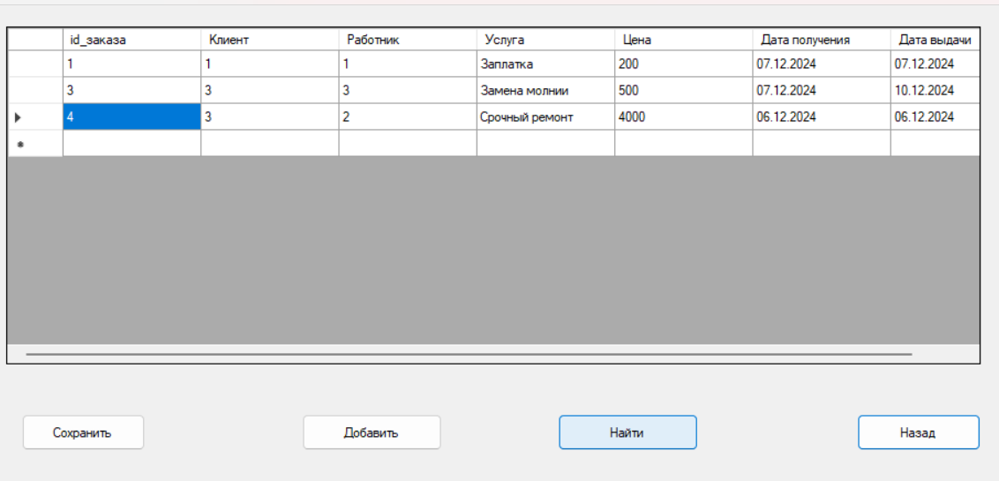 id_заказа Клиент Работник Услуга Цена Дата получения Дата выдачи
1 1 1 Заплатка 200 07.12.2024 07.12.2024
3 3 3 Замена молнии 500 07.12.2024 10.12.2024
4 3 2 Срочный ремонт 4000 06.12.2024 06.12.2024
Сохранить Добавить Найти Назад